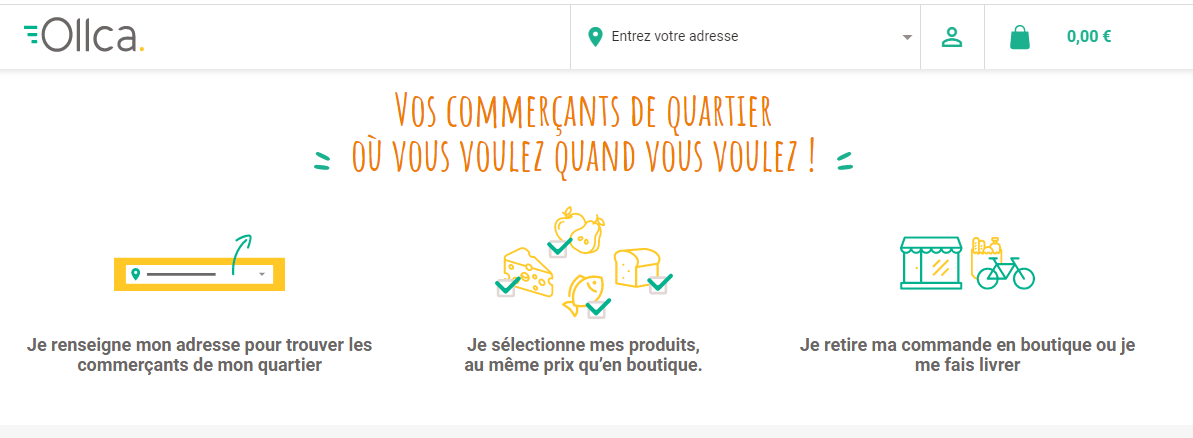 Ollca.
Entrez votre adresse
0,00 €
Vos commerçants de quartier
où vous voulez quand vous voulez !
Je renseigne mon adresse pour trouver les
commerçants de mon quartier
Je sélectionne mes produits,
au même prix qu’en boutique.
Je retire ma commande en boutique ou je
me fais livrer